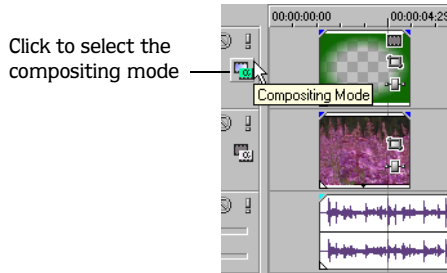 00:00:00:00
00:00:04:29
Click to select the
compositing mode
Compositing Mode